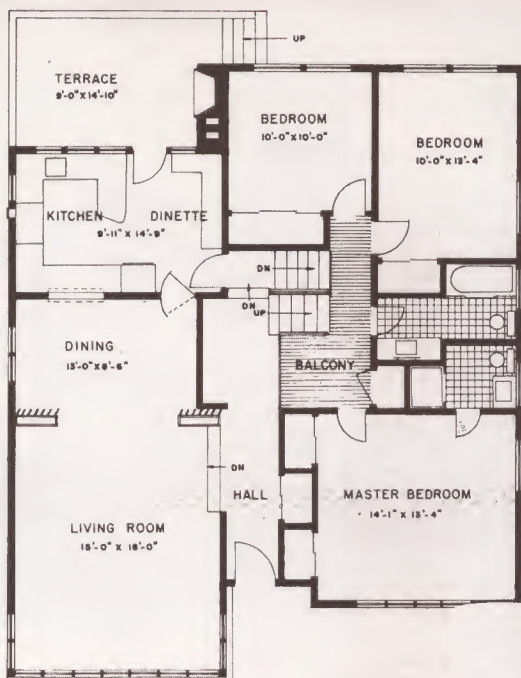 UP
TERRACE
9'-0" X 14'-10"
BEDROOM
10'-0" X 10'-0"
BEDROOM
10'-0" X 13'-4"
KITCHEN DINETTE
9'-11" X 14'-9"
DN
DN
UP
DINING
13'-0" X 8'-6"
BALCONY
DN
HALL
MASTER BEDROOM
14'-1" X 13'-4"
LIVING ROOM
15'-0" X 18'-0"